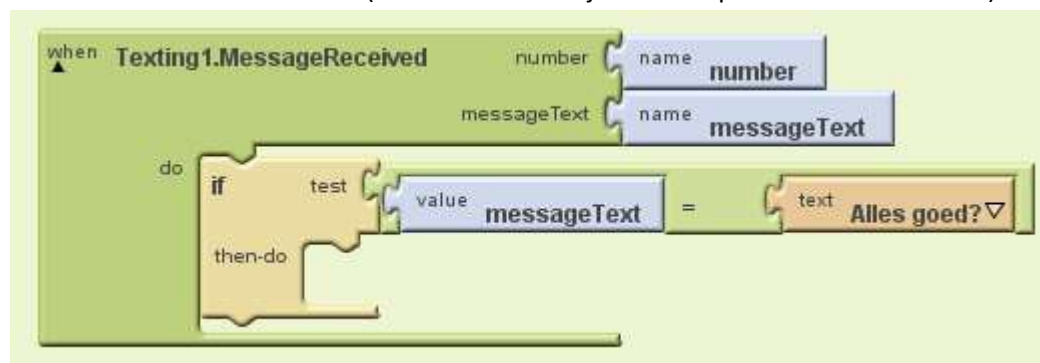 when Texting1.MessageReceived number name number
messageText name messageText
do if test value messageText = text Alles goed?
then-do